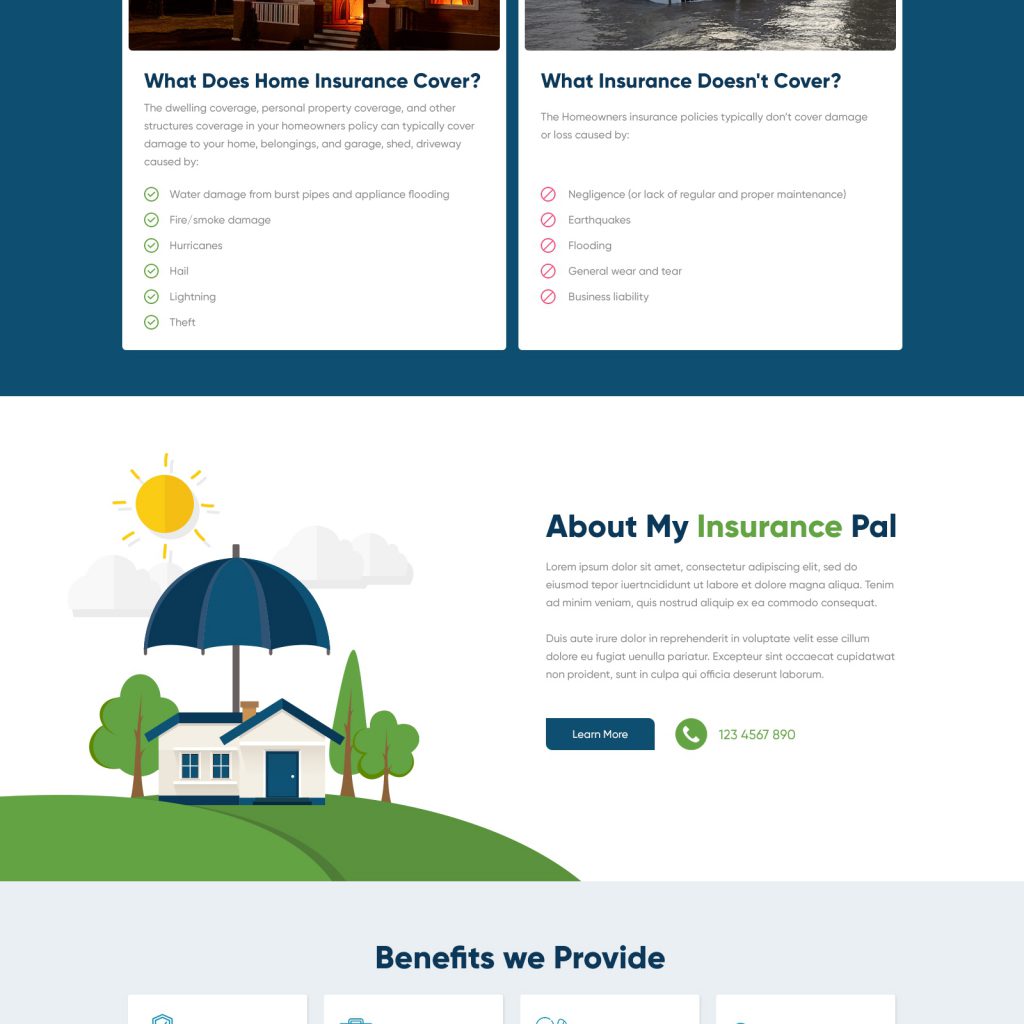 What Does Home Insurance Cover?
The dwelling coverage, personal property coverage, and other
structures coverage in your homeowners policy can typically cover
damage to your home, belongings, and garage, shed, driveway
caused by:
Water damage from burst pipes and appliance flooding
Fire/smoke damage
Hurricanes
Hail
Lightning
Theft
What Insurance Doesn't Cover?
The Homeowners insurance policies typically don't cover damage
or loss caused by:
Negligence (or lack of regular and proper maintenance)
Earthquakes
Flooding
General wear and tear
Business liability
About My Insurance Pal
Lorem ipsum dolor sit amet, consectetur adipiscing elit, sed do
eiusmod tepor iuertncididunt ut labore et dolore magna aliqua. Tenim
ad minim veniam, quis nostrud aliquip ex ea commodo consequat.
Duis aute irure dolor in reprehenderit in voluptate velit esse cillum
dolore eu fugiat uenulla pariatur. Excepteur sint occaecat cupidatwat
non proident, sunt in culpa qui officia deserunt laborum.
Learn More
123 4567 890
Benefits we Provide